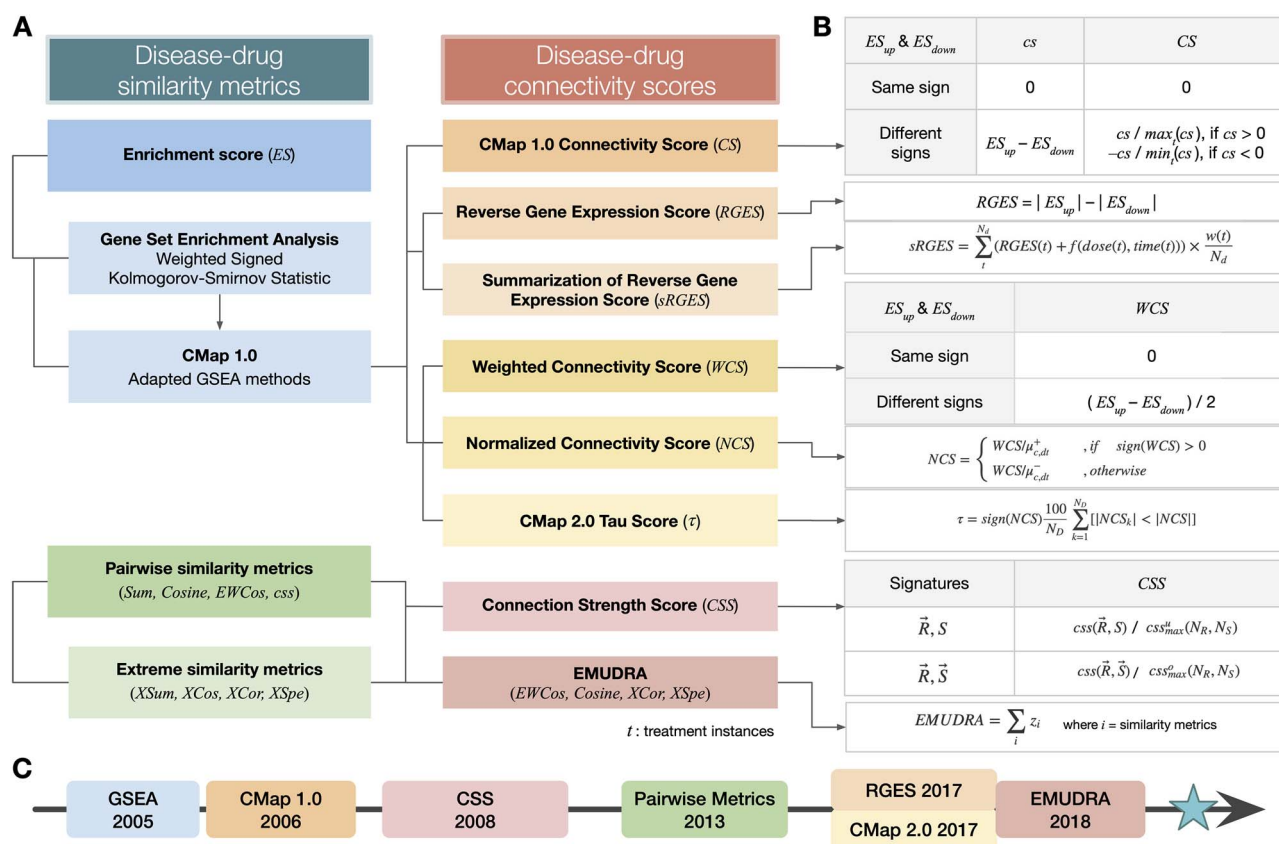 A
Disease-drug
similarity metrics
Enrichment score (ES)
Gene Set Enrichment Analysis
Weighted Signed
Kolmogorov-Smirnov Statistic
CMap 1.0
Adapted GSEA methods
Pairwise similarity metrics
(Sum, Cosine, EWCos, css)
Extreme similarity metrics
(XSum, XCos, XCor, XSpe)
Disease-drug
connectivity scores
CMap 1.0 Connectivity Score (CS)
Reverse Gene Expression Score (RGES)
Summarization of Reverse Gene
Expression Score (sRGES)
Weighted Connectivity Score (WCS)
Normalized Connectivity Score (NCS)
CMap 2.0 Tau Score (τ)
Connection Strength Score (CSS)
EMUDRA
(EWCos, Cosine, XCor, XSpe)
t : treatment instances
B
ES_up & ES_down cs CS
Same sign 0 0
Different signs ES_up − ES_down cs / max_t(cs), if cs > 0
−cs / min_t(cs), if cs < 0
RGES = | ES_up | − | ES_down |
sRGES = ∑_t^{N_d} (RGES(t) + f(dose(t), time(t))) × w(t)/N_d
ES_up & ES_down WCS
Same sign 0
Different signs (ES_up − ES_down) / 2
NCS = { WCS/μ^+_{c,dt} , if sign(WCS) > 0
WCS/μ^−_{c,dt} , otherwise
τ = sign(NCS) 100/N_D ∑_{k=1}^{N_D} [|NCS_k| < |NCS|]
Signatures CSS
R⃗, S css(R⃗, S) / css^u_max(N_R, N_S)
R⃗, S⃗ css(R⃗, S⃗) / css^o_max(N_R, N_S)
EMUDRA = ∑_i z_i where i = similarity metrics
C
GSEA
2005
CMap 1.0
2006
CSS
2008
Pairwise Metrics
2013
RGES 2017
CMap 2.0 2017
EMUDRA
2018